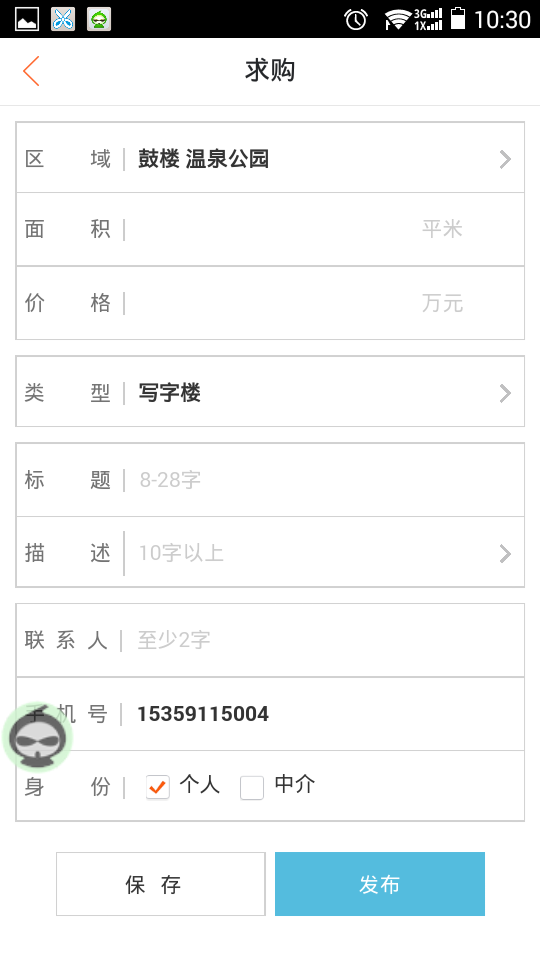 3G 1X 10:30
求购
区 域 鼓楼 温泉公园
面 积 平米
价 格 万元
类 型 写字楼
标 题 8-28字
描 述 10字以上
联系人 至少2字
手机号 15359115004
身 份 个人 中介
保 存 发布